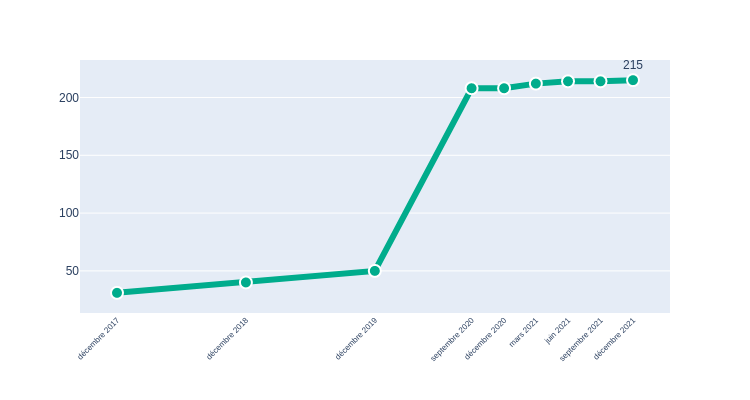 215
200
150
100
50
décembre 2017
décembre 2018
décembre 2019
septembre 2020
décembre 2020
mars 2021
juin 2021
septembre 2021
décembre 2021